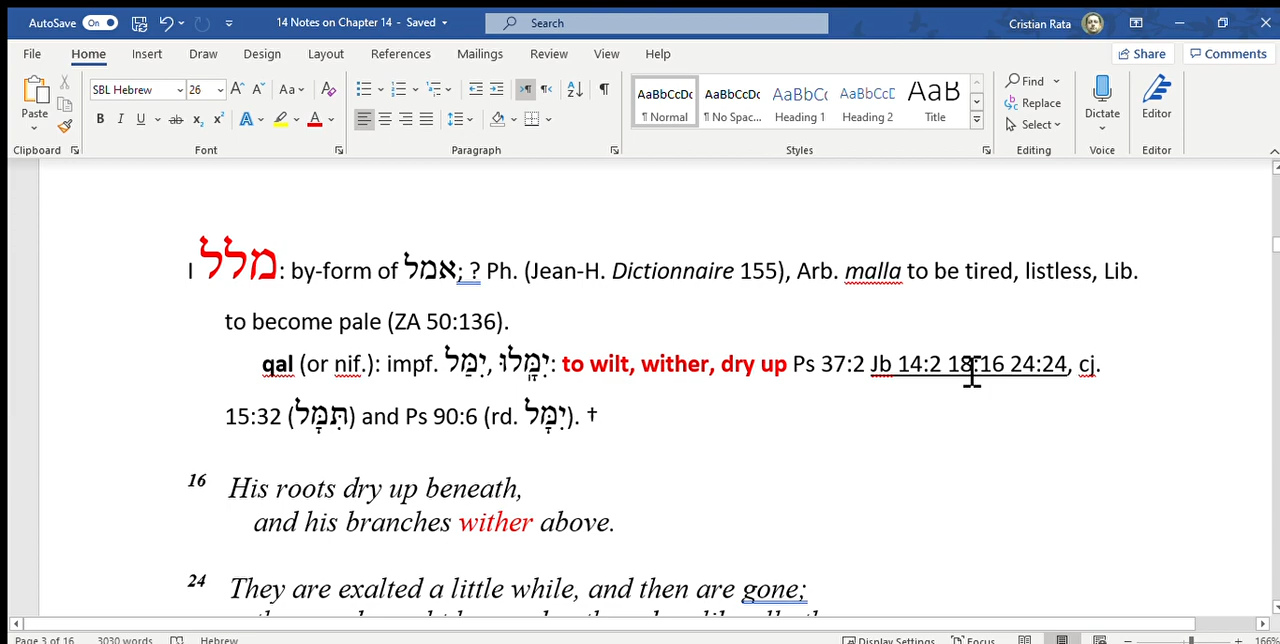 AutoSave On 14 Notes on Chapter 14 - Saved Search Cristian Rata
File Home Insert Draw Design Layout References Mailings Review View Help Share Comments
SBL Hebrew 26 Aa AaBbCcDc AaBbCcDc AaBbC AaBbCcD AaB Find
Paste B I U ab x₂ x² A A ¶ Normal ¶ No Spac... Heading 1 Heading 2 Title Replace Select Dictate Editor
Clipboard Font Paragraph Styles Editing Voice Editor
I מלל: by-form of אמל; ? Ph. (Jean-H. Dictionnaire 155), Arb. malla to be tired, listless, Lib.
to become pale (ZA 50:136).
qal (or nif.): impf. יִמַּל, יִמָּֽלוּ: to wilt, wither, dry up Ps 37:2 Jb 14:2 18:16 24:24, cj.
15:32 (תִּמָּֽל) and Ps 90:6 (rd. יִמָּֽל). †
16 His roots dry up beneath,
and his branches wither above.
24 They are exalted a little while, and then are gone;
Page 3 of 16 3030 words Hebrew Display Settings Focus 166%